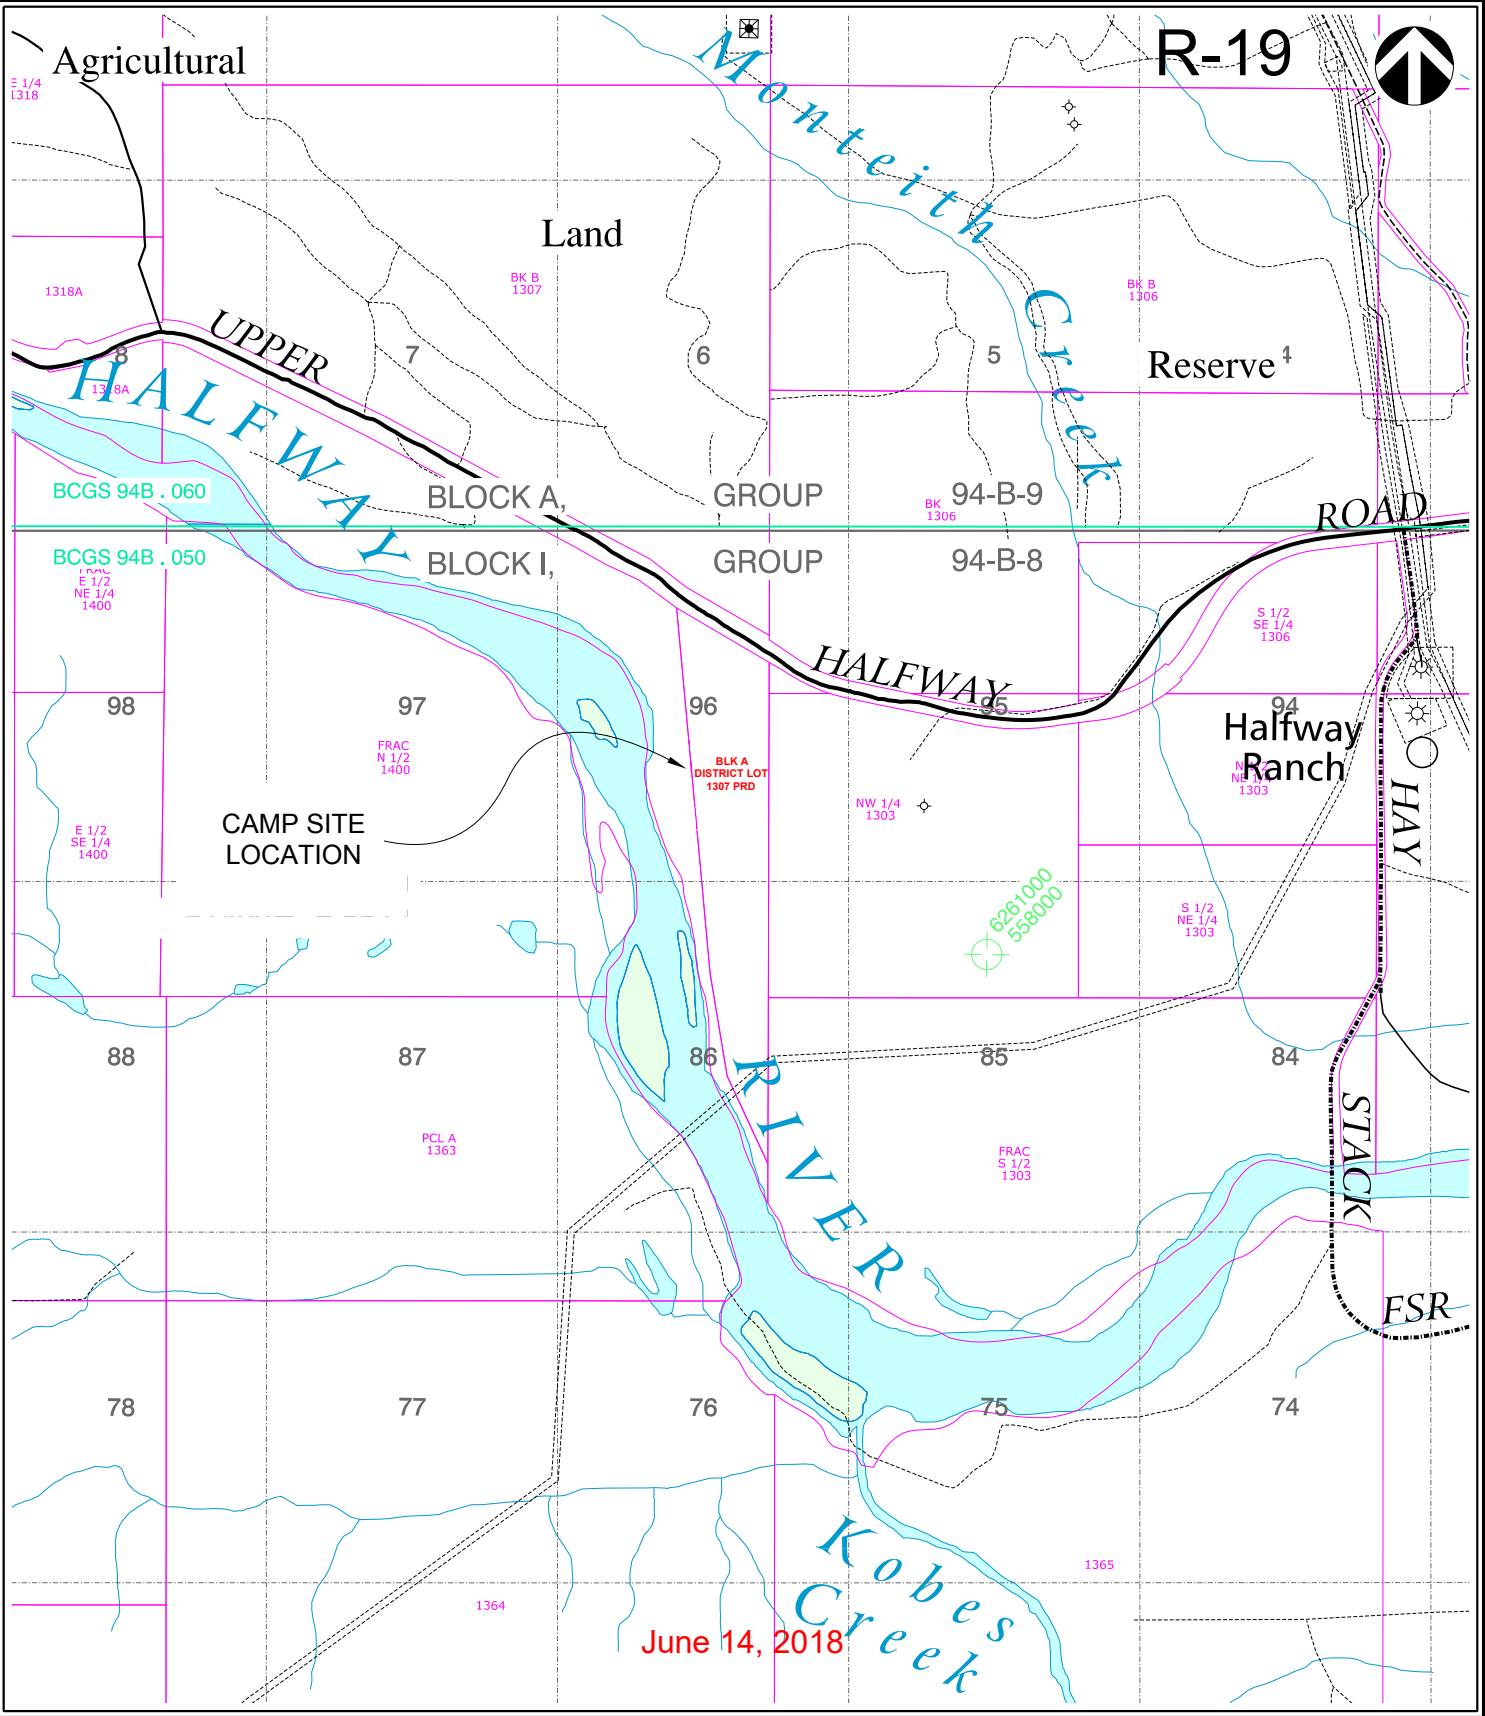 R-19
Agricultural
E 1/4
1318
Monteith
Land
1318A
BK B
1307
BK B
1306
Creek
UPPER
8
7
6
5
Reserve
4
1318A
HALFWAY
BCGS 94B . 060
BLOCK A,
GROUP
94-B-9
BK
1306
ROAD
BCGS 94B . 050
BLOCK I,
GROUP
94-B-8
FRAC
E 1/2
NE 1/4
1400
S 1/2
SE 1/4
1306
HALFWAY
98
97
96
95
94
Halfway
Ranch
FRAC
N 1/2
1400
BLK A
DISTRICT LOT
1307 PRD
NE 1/4
1303
NW 1/4
1303
HAY
CAMP SITE
LOCATION
E 1/2
SE 1/4
1400
6261000
558000
S 1/2
NE 1/4
1303
88
87
86
85
84
RIVER
STACK
PCL A
1363
FRAC
S 1/2
1303
FSR
78
77
76
75
74
Kobes
Creek
1365
1364
June 14, 2018